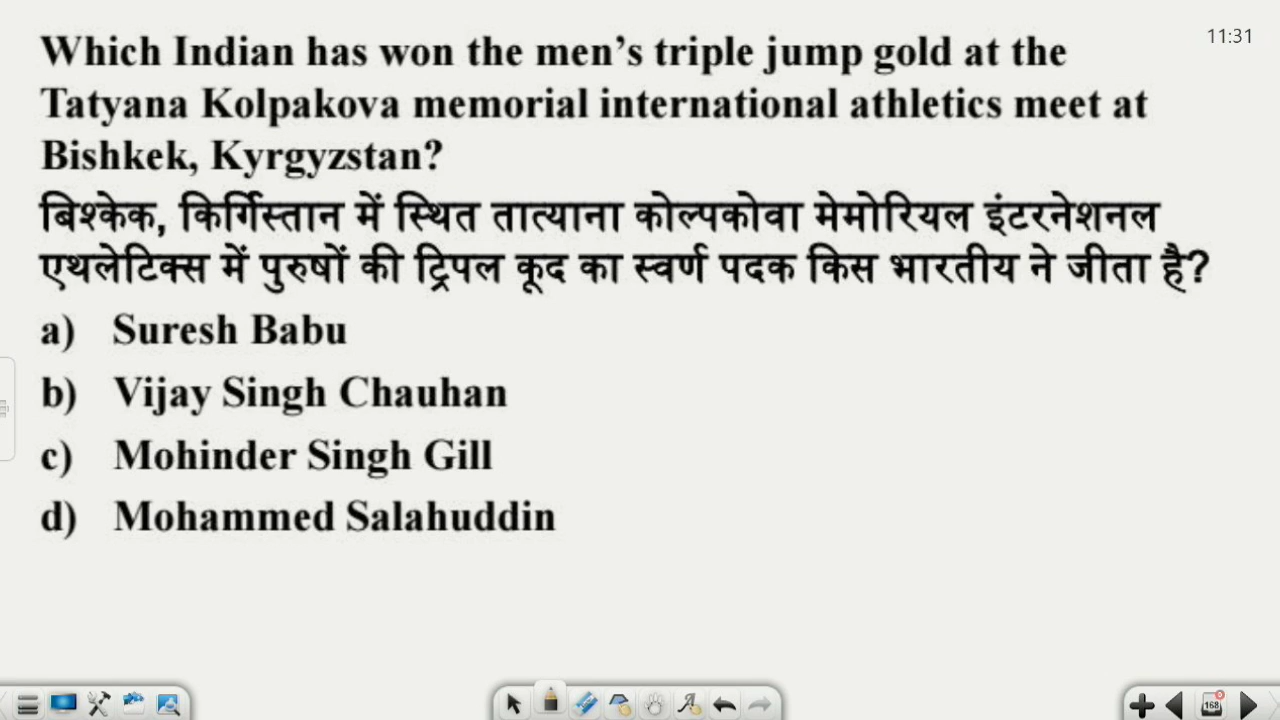 11:31
Which Indian has won the men’s triple jump gold at the
Tatyana Kolpakova memorial international athletics meet at
Bishkek, Kyrgyzstan?
बिश्केक, किर्गिस्तान में स्थित तात्याना कोल्पकोवा मेमोरियल इंटरनेशनल
एथलेटिक्स में पुरुषों की ट्रिपल कूद का स्वर्ण पदक किस भारतीय ने जीता है?
a) Suresh Babu
b) Vijay Singh Chauhan
c) Mohinder Singh Gill
d) Mohammed Salahuddin
168